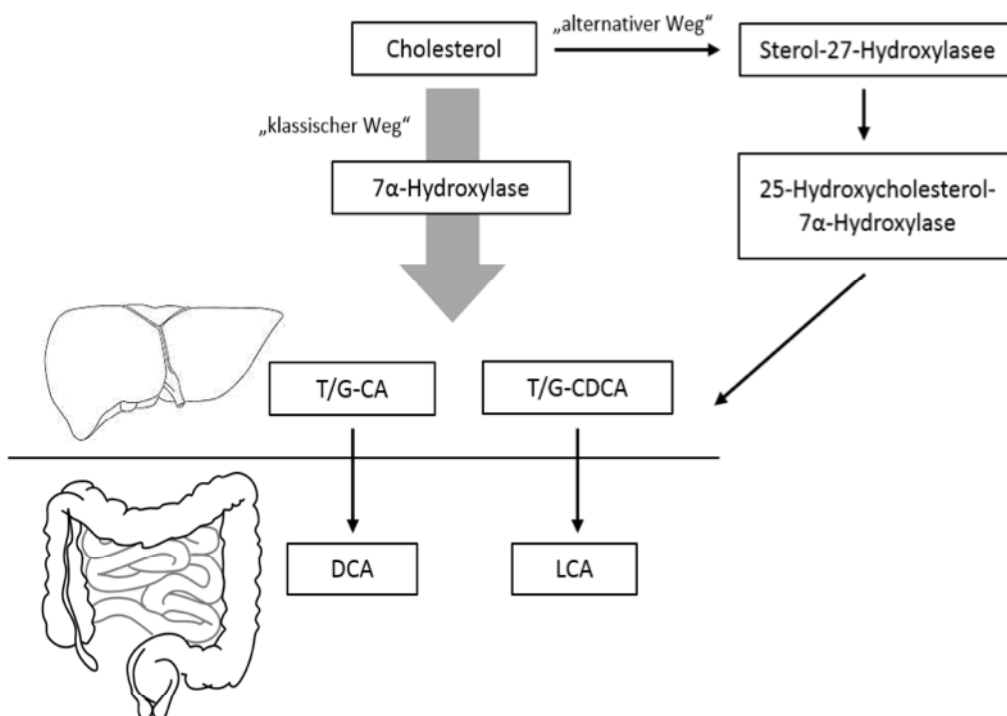 „alternativer Weg“
Cholesterol
Sterol-27-Hydroxylasee
„klassischer Weg“
7α-Hydroxylase
25-Hydroxycholesterol-
7α-Hydroxylase
T/G-CA
T/G-CDCA
DCA
LCA